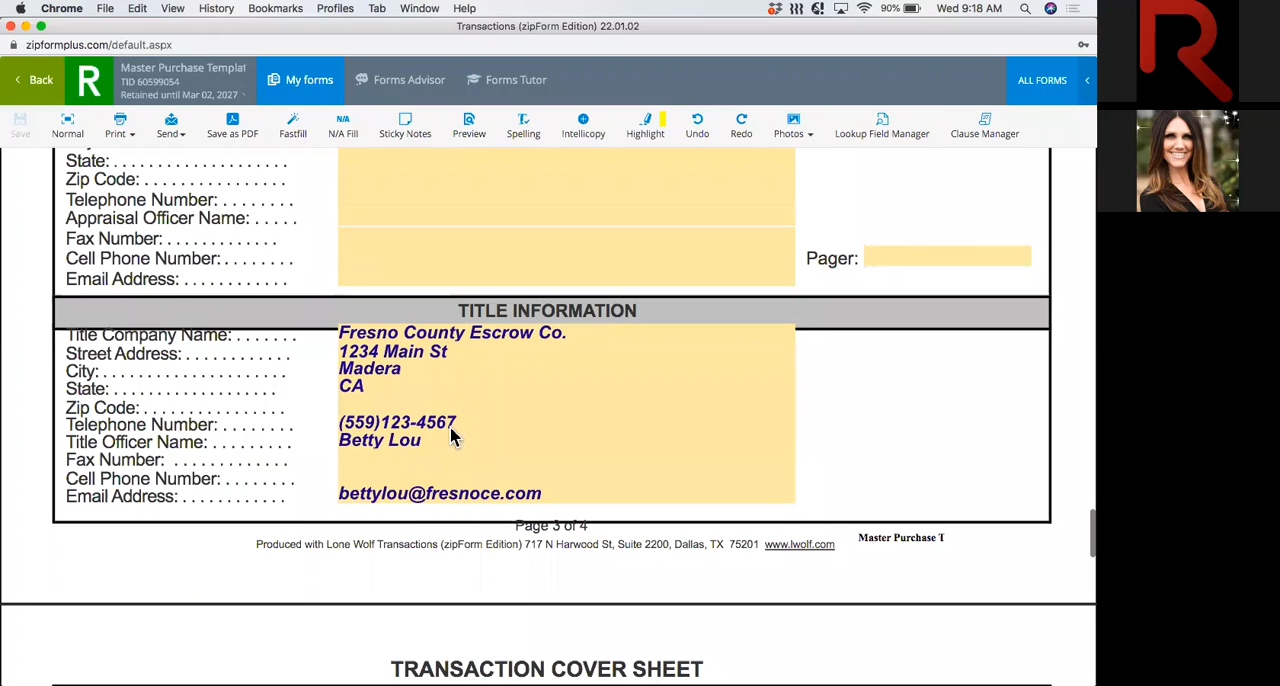 Chrome File Edit View History Bookmarks Profiles Tab Window Help 90% Wed 9:18 AM
Transactions (zipForm Edition) 22.01.02
zipformplus.com/default.aspx
Back
R
Master Purchase Templat
TID 60599054
Retained until Mar 02, 2027
My forms Forms Advisor Forms Tutor ALL FORMS
N/A
Save Normal Print Send Save as PDF Fastfill N/A Fill Sticky Notes Preview Spelling Intellicopy Highlight Undo Redo Photos Lookup Field Manager Clause Manager
State: . . . . . . . . . . . . . . . . . .
Zip Code: . . . . . . . . . . . . . . .
Telephone Number: . . . . . . . .
Appraisal Officer Name: . . . . .
Fax Number: . . . . . . . . . . . . .
Cell Phone Number: . . . . . . . . Pager:
Email Address: . . . . . . . . . . . .
TITLE INFORMATION
Title Company Name: . . . . . . . Fresno County Escrow Co.
Street Address: . . . . . . . . . . . . 1234 Main St
City: . . . . . . . . . . . . . . . . . . . Madera
State: . . . . . . . . . . . . . . . . . . CA
Zip Code: . . . . . . . . . . . . . . .
Telephone Number: . . . . . . . . (559)123-4567
Title Officer Name: . . . . . . . . . Betty Lou
Fax Number: . . . . . . . . . . . . .
Cell Phone Number: . . . . . . . .
Email Address: . . . . . . . . . . . . bettylou@fresnoce.com
Page 3 of 4
Produced with Lone Wolf Transactions (zipForm Edition) 717 N Harwood St, Suite 2200, Dallas, TX 75201 www.lwolf.com Master Purchase T
TRANSACTION COVER SHEET